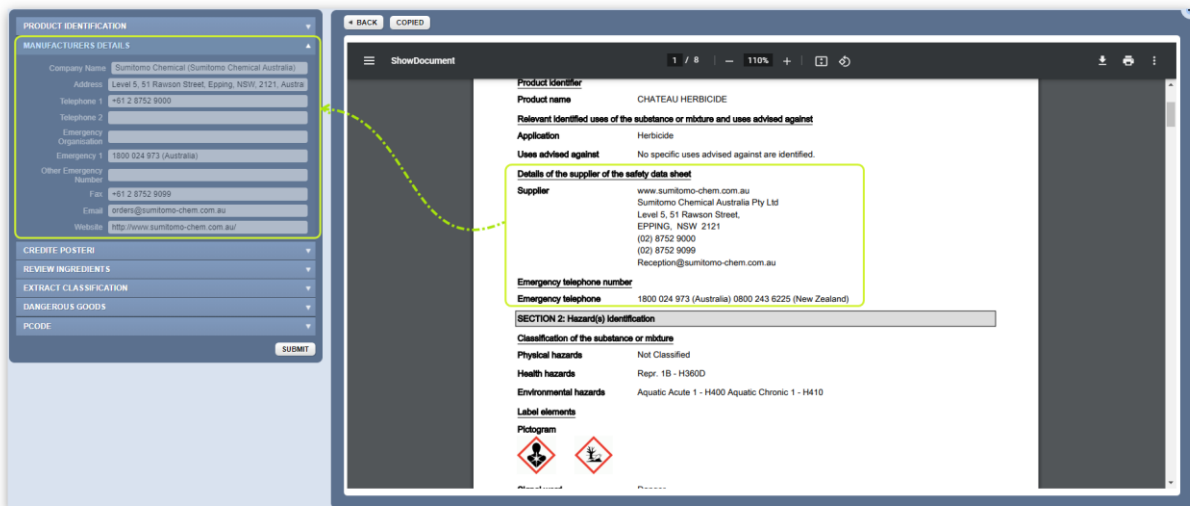 PRODUCT IDENTIFICATION
MANUFACTURERS DETAILS
Company Name Sumitomo Chemical (Sumitomo Chemical Australia)
Address Level 5, 51 Rawson Street, Epping, NSW, 2121, Austra
Telephone 1 +61 2 8752 9000
Telephone 2
Emergency
Organisation
Emergency 1 1800 024 973 (Australia)
Other Emergency
Number
Fax +61 2 8752 9099
Email orders@sumitomo-chem.com.au
Website http://www.sumitomo-chem.com.au/
CREDITE POSTERI
REVIEW INGREDIENTS
EXTRACT CLASSIFICATION
DANGEROUS GOODS
PCODE
SUBMIT
BACK COPIED
ShowDocument 1 / 8 110%
Product identifier
Product name CHATEAU HERBICIDE
Relevant identified uses of the substance or mixture and uses advised against
Application Herbicide
Uses advised against No specific uses advised against are identified.
Details of the supplier of the safety data sheet
Supplier www.sumitomo-chem.com.au
Sumitomo Chemical Australia Pty Ltd
Level 5, 51 Rawson Street,
EPPING, NSW 2121
(02) 8752 9000
(02) 8752 9099
Reception@sumitomo-chem.com.au
Emergency telephone number
Emergency telephone 1800 024 973 (Australia) 0800 243 6225 (New Zealand)
SECTION 2: Hazard(s) identification
Classification of the substance or mixture
Physical hazards Not Classified
Health hazards Repr. 1B - H360D
Environmental hazards Aquatic Acute 1 - H400 Aquatic Chronic 1 - H410
Label elements
Pictogram